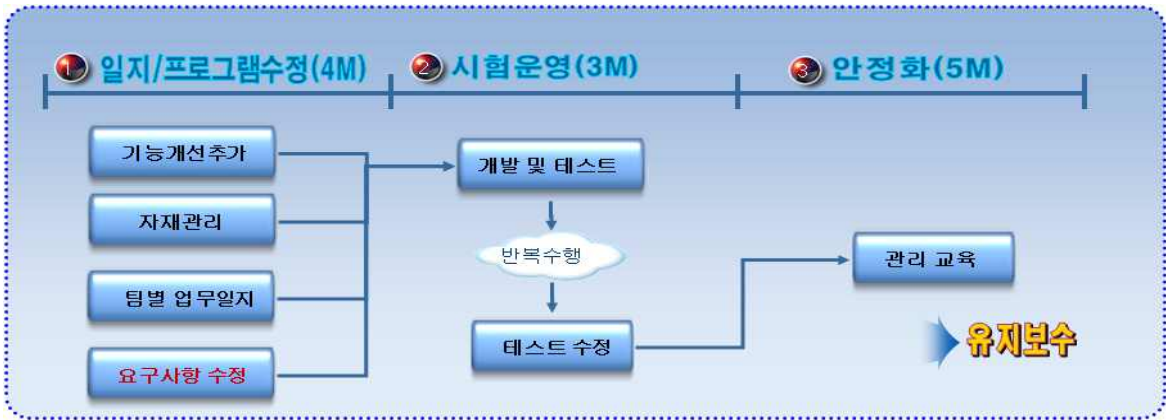 1 일지/프로그램수정(4M)
2 시험운영(3M)
3 안정화(5M)
기능개선추가
자재관리
팀별 업무일지
요구사항 수정
개발 및 테스트
반복수행
테스트 수정
관리 교육
유지보수